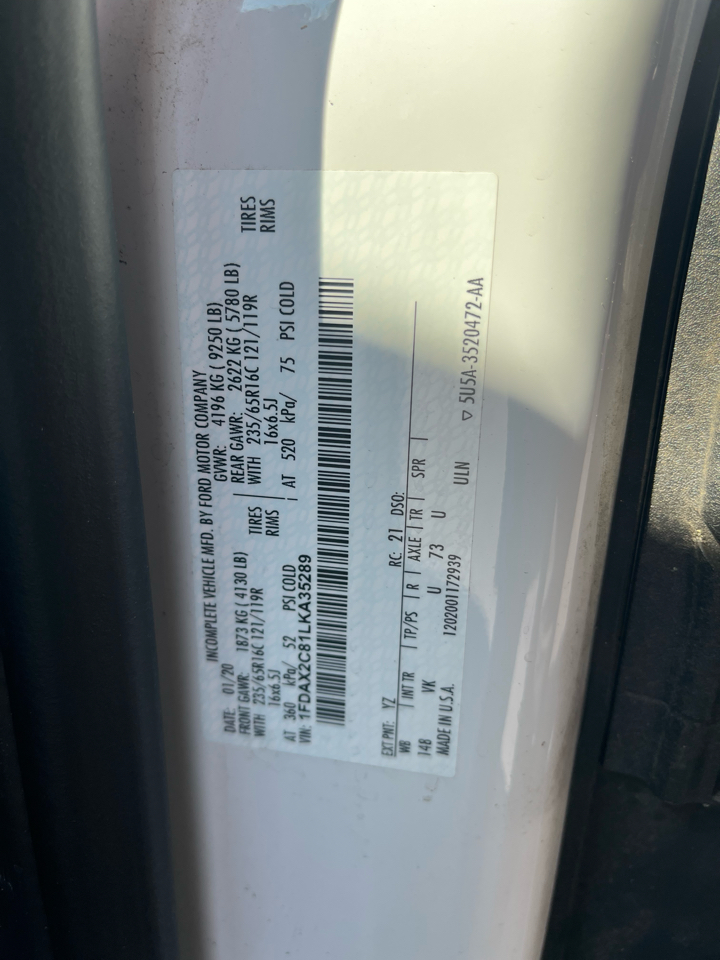 INCOMPLETE VEHICLE MFD. BY FORD MOTOR COMPANY
DATE: 01/20 GVWR: 4196 KG ( 9250 LB)
FRONT GAWR: 1873 KG ( 4130 LB) REAR GAWR: 2622 KG ( 5780 LB)
WITH 235/65R16C 121/119R TIRES WITH 235/65R16C 121/119R TIRES
16x6.5J RIMS 16x6.5J RIMS
AT 360 kPa/ 52 PSI COLD AT 520 kPa/ 75 PSI COLD
VIN: 1FDAX2C81LKA35289
EXT PNT: YZ RC: 21 DSO:
WB INT TR TP/PS R AXLE TR SPR
148 VK U 73 U
MADE IN U.S.A. 1202001172939 ULN
▽ 5U5A-3520472-AA